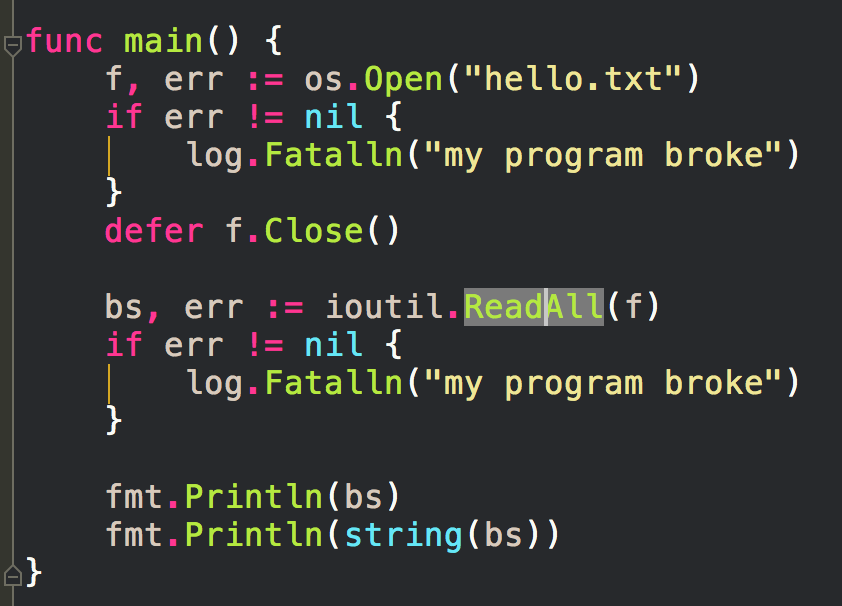 func main() {
    f, err := os.Open("hello.txt")
    if err != nil {
        log.Fatalln("my program broke")
    }
    defer f.Close()

    bs, err := ioutil.ReadAll(f)
    if err != nil {
        log.Fatalln("my program broke")
    }

    fmt.Println(bs)
    fmt.Println(string(bs))
}